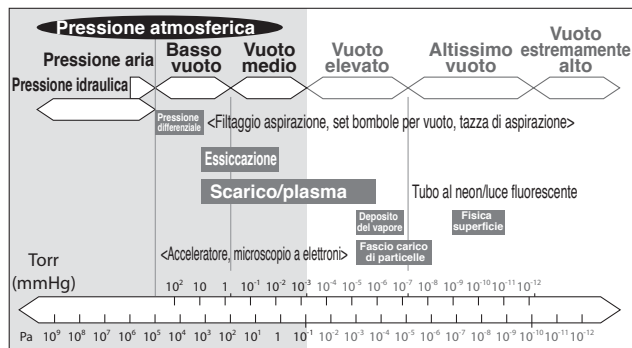 Pressione atmosferica
Pressione aria
Basso vuoto
Vuoto medio
Vuoto elevato
Altissimo vuoto
Vuoto estremamente alto
Pressione idraulica
Pressione differenziale
<Filtaggio aspirazione, set bombole per vuoto, tazza di aspirazione>
Essiccazione
Scarico/plasma
Tubo al neon/luce fluorescente
Deposito del vapore
Fisica superficie
<Acceleratore, microscopio a elettroni>
Fascio carico di particelle
Torr (mmHg)
10² 10 1 10⁻¹ 10⁻² 10⁻³ 10⁻⁴ 10⁻⁵ 10⁻⁶ 10⁻⁷ 10⁻⁸ 10⁻⁹ 10⁻¹⁰ 10⁻¹¹ 10⁻¹²
Pa 10⁹ 10⁸ 10⁷ 10⁶ 10⁵ 10⁴ 10³ 10² 10¹ 1 10⁻¹ 10⁻² 10⁻³ 10⁻⁴ 10⁻⁵ 10⁻⁶ 10⁻⁷ 10⁻⁸ 10⁻⁹ 10⁻¹⁰ 10⁻¹¹ 10⁻¹²